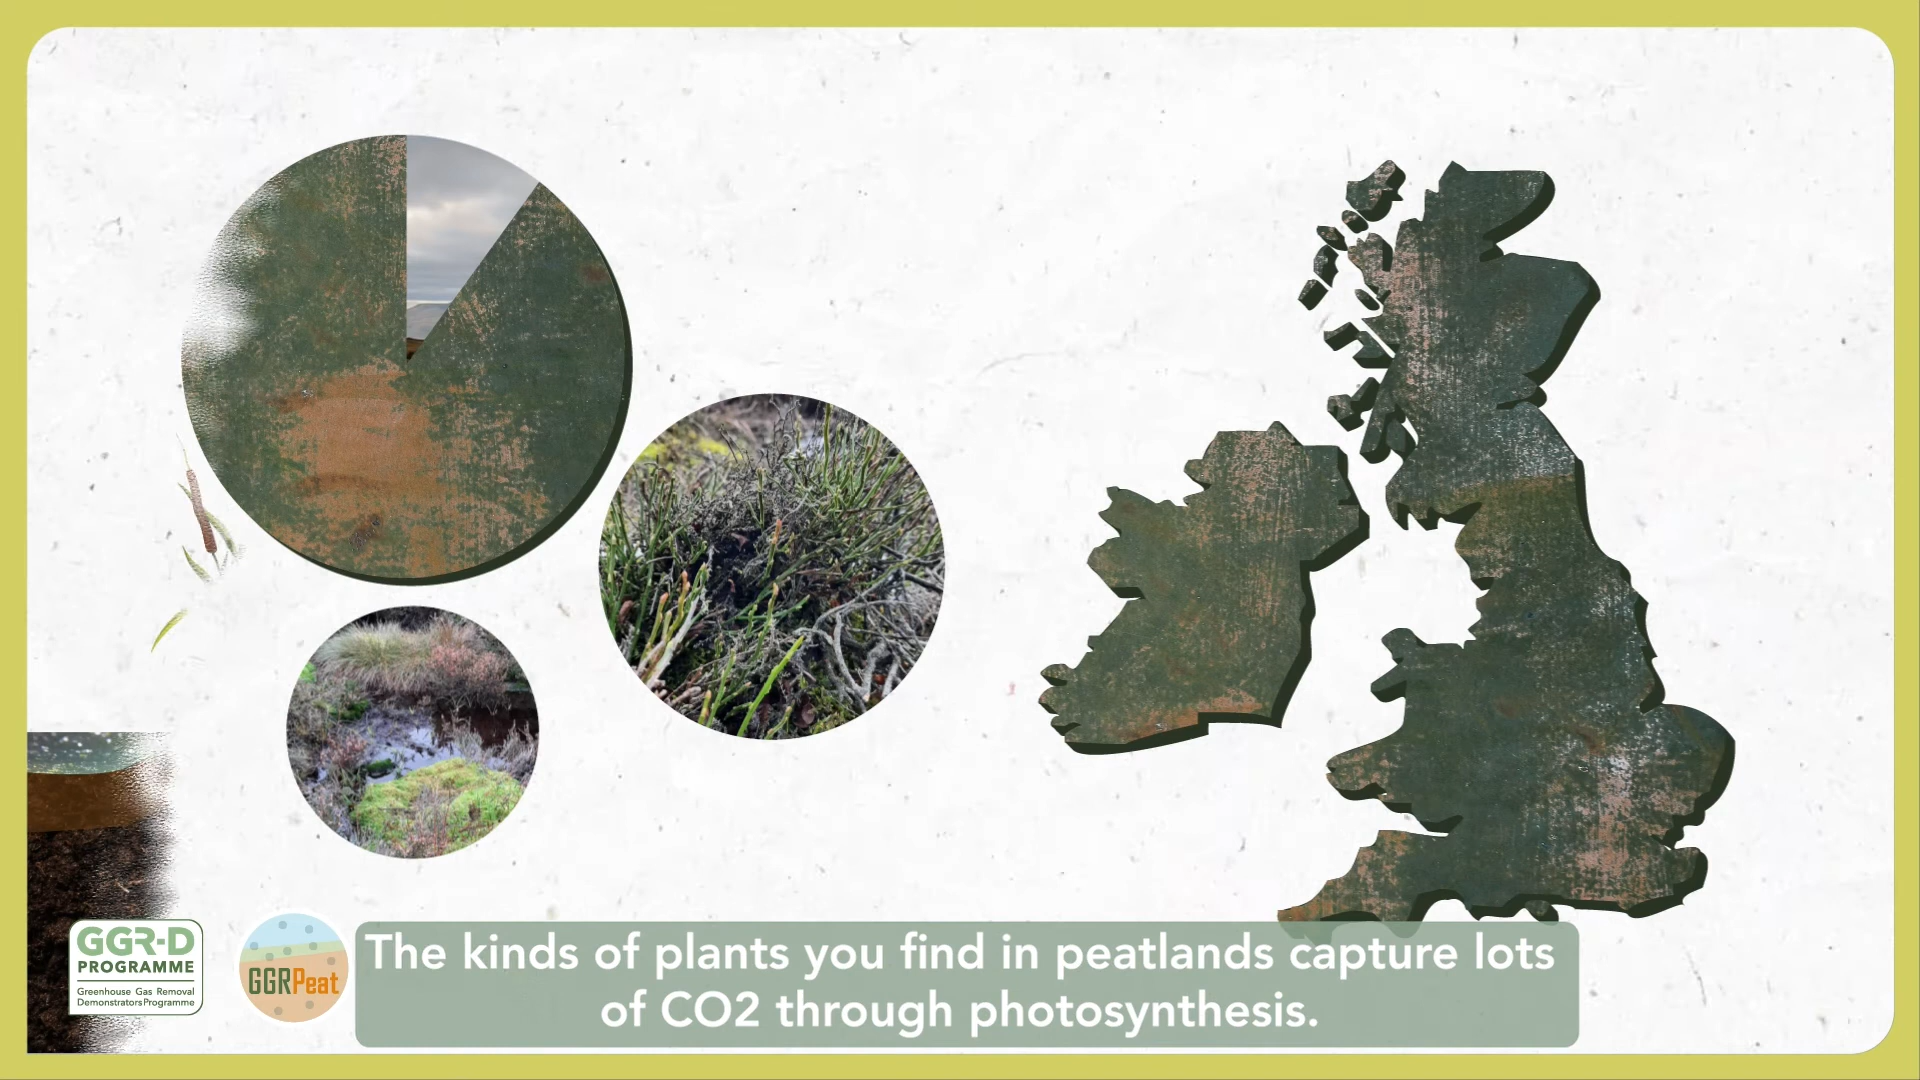 GGR-D
PROGRAMME
Greenhouse Gas Removal
Demonstrators Programme
GGRPeat
The kinds of plants you find in peatlands capture lots
of CO2 through photosynthesis.